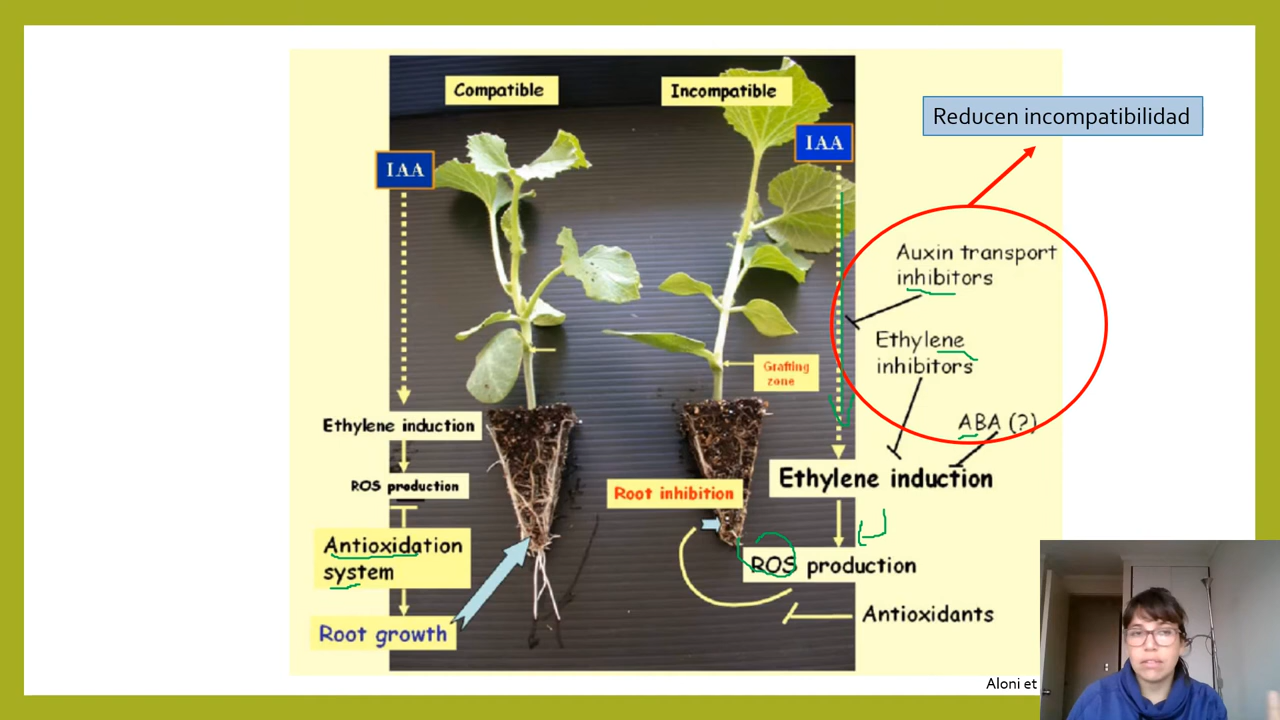 Compatible
Incompatible
Reducen incompatibilidad
IAA
IAA
Auxin transport
inhibitors
Ethylene
inhibitors
Grafting
zone
ABA (?)
Ethylene induction
Ethylene induction
ROS production
Root inhibition
Antioxidation
system
ROS production
Antioxidants
Root growth
Aloni et